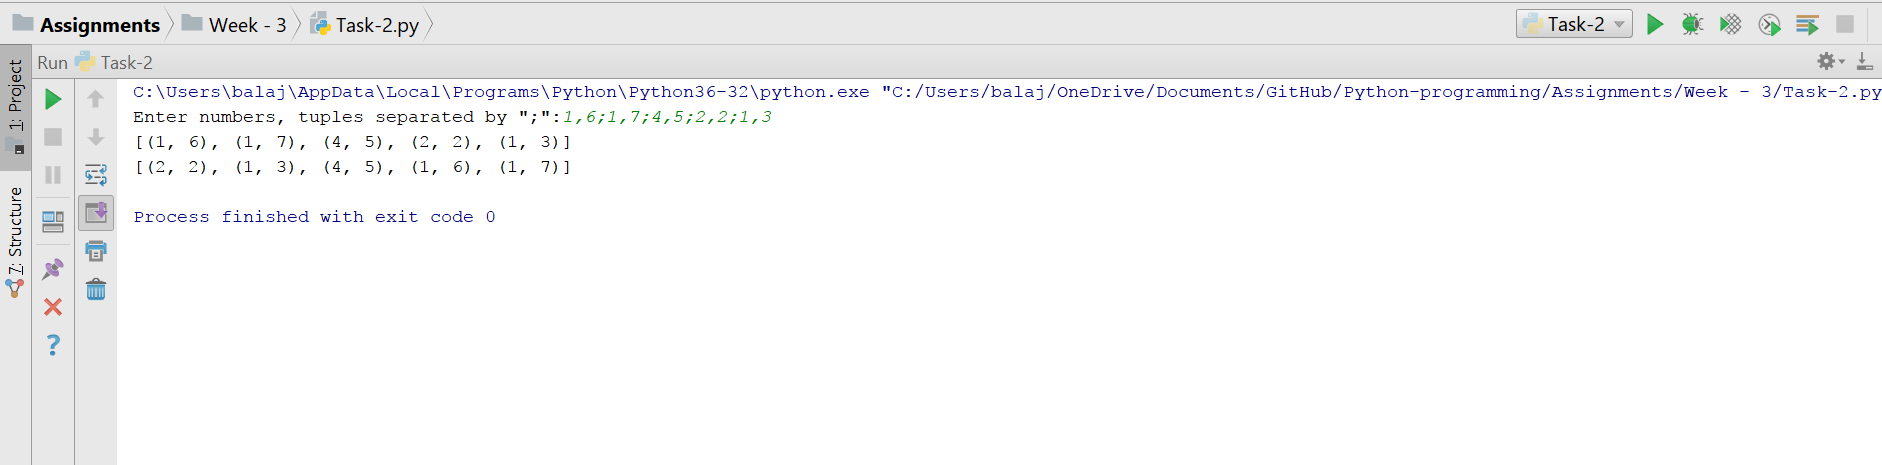 Assignments Week - 3 Task-2.py
Task-2
1: Project
7: Structure
Run Task-2
C:\Users\balaj\AppData\Local\Programs\Python\Python36-32\python.exe "C:/Users/balaj/OneDrive/Documents/GitHub/Python-programming/Assignments/Week - 3/Task-2.py
Enter numbers, tuples separated by ";":1,6;1,7;4,5;2,2;1,3
[(1, 6), (1, 7), (4, 5), (2, 2), (1, 3)]
[(2, 2), (1, 3), (4, 5), (1, 6), (1, 7)]
Process finished with exit code 0